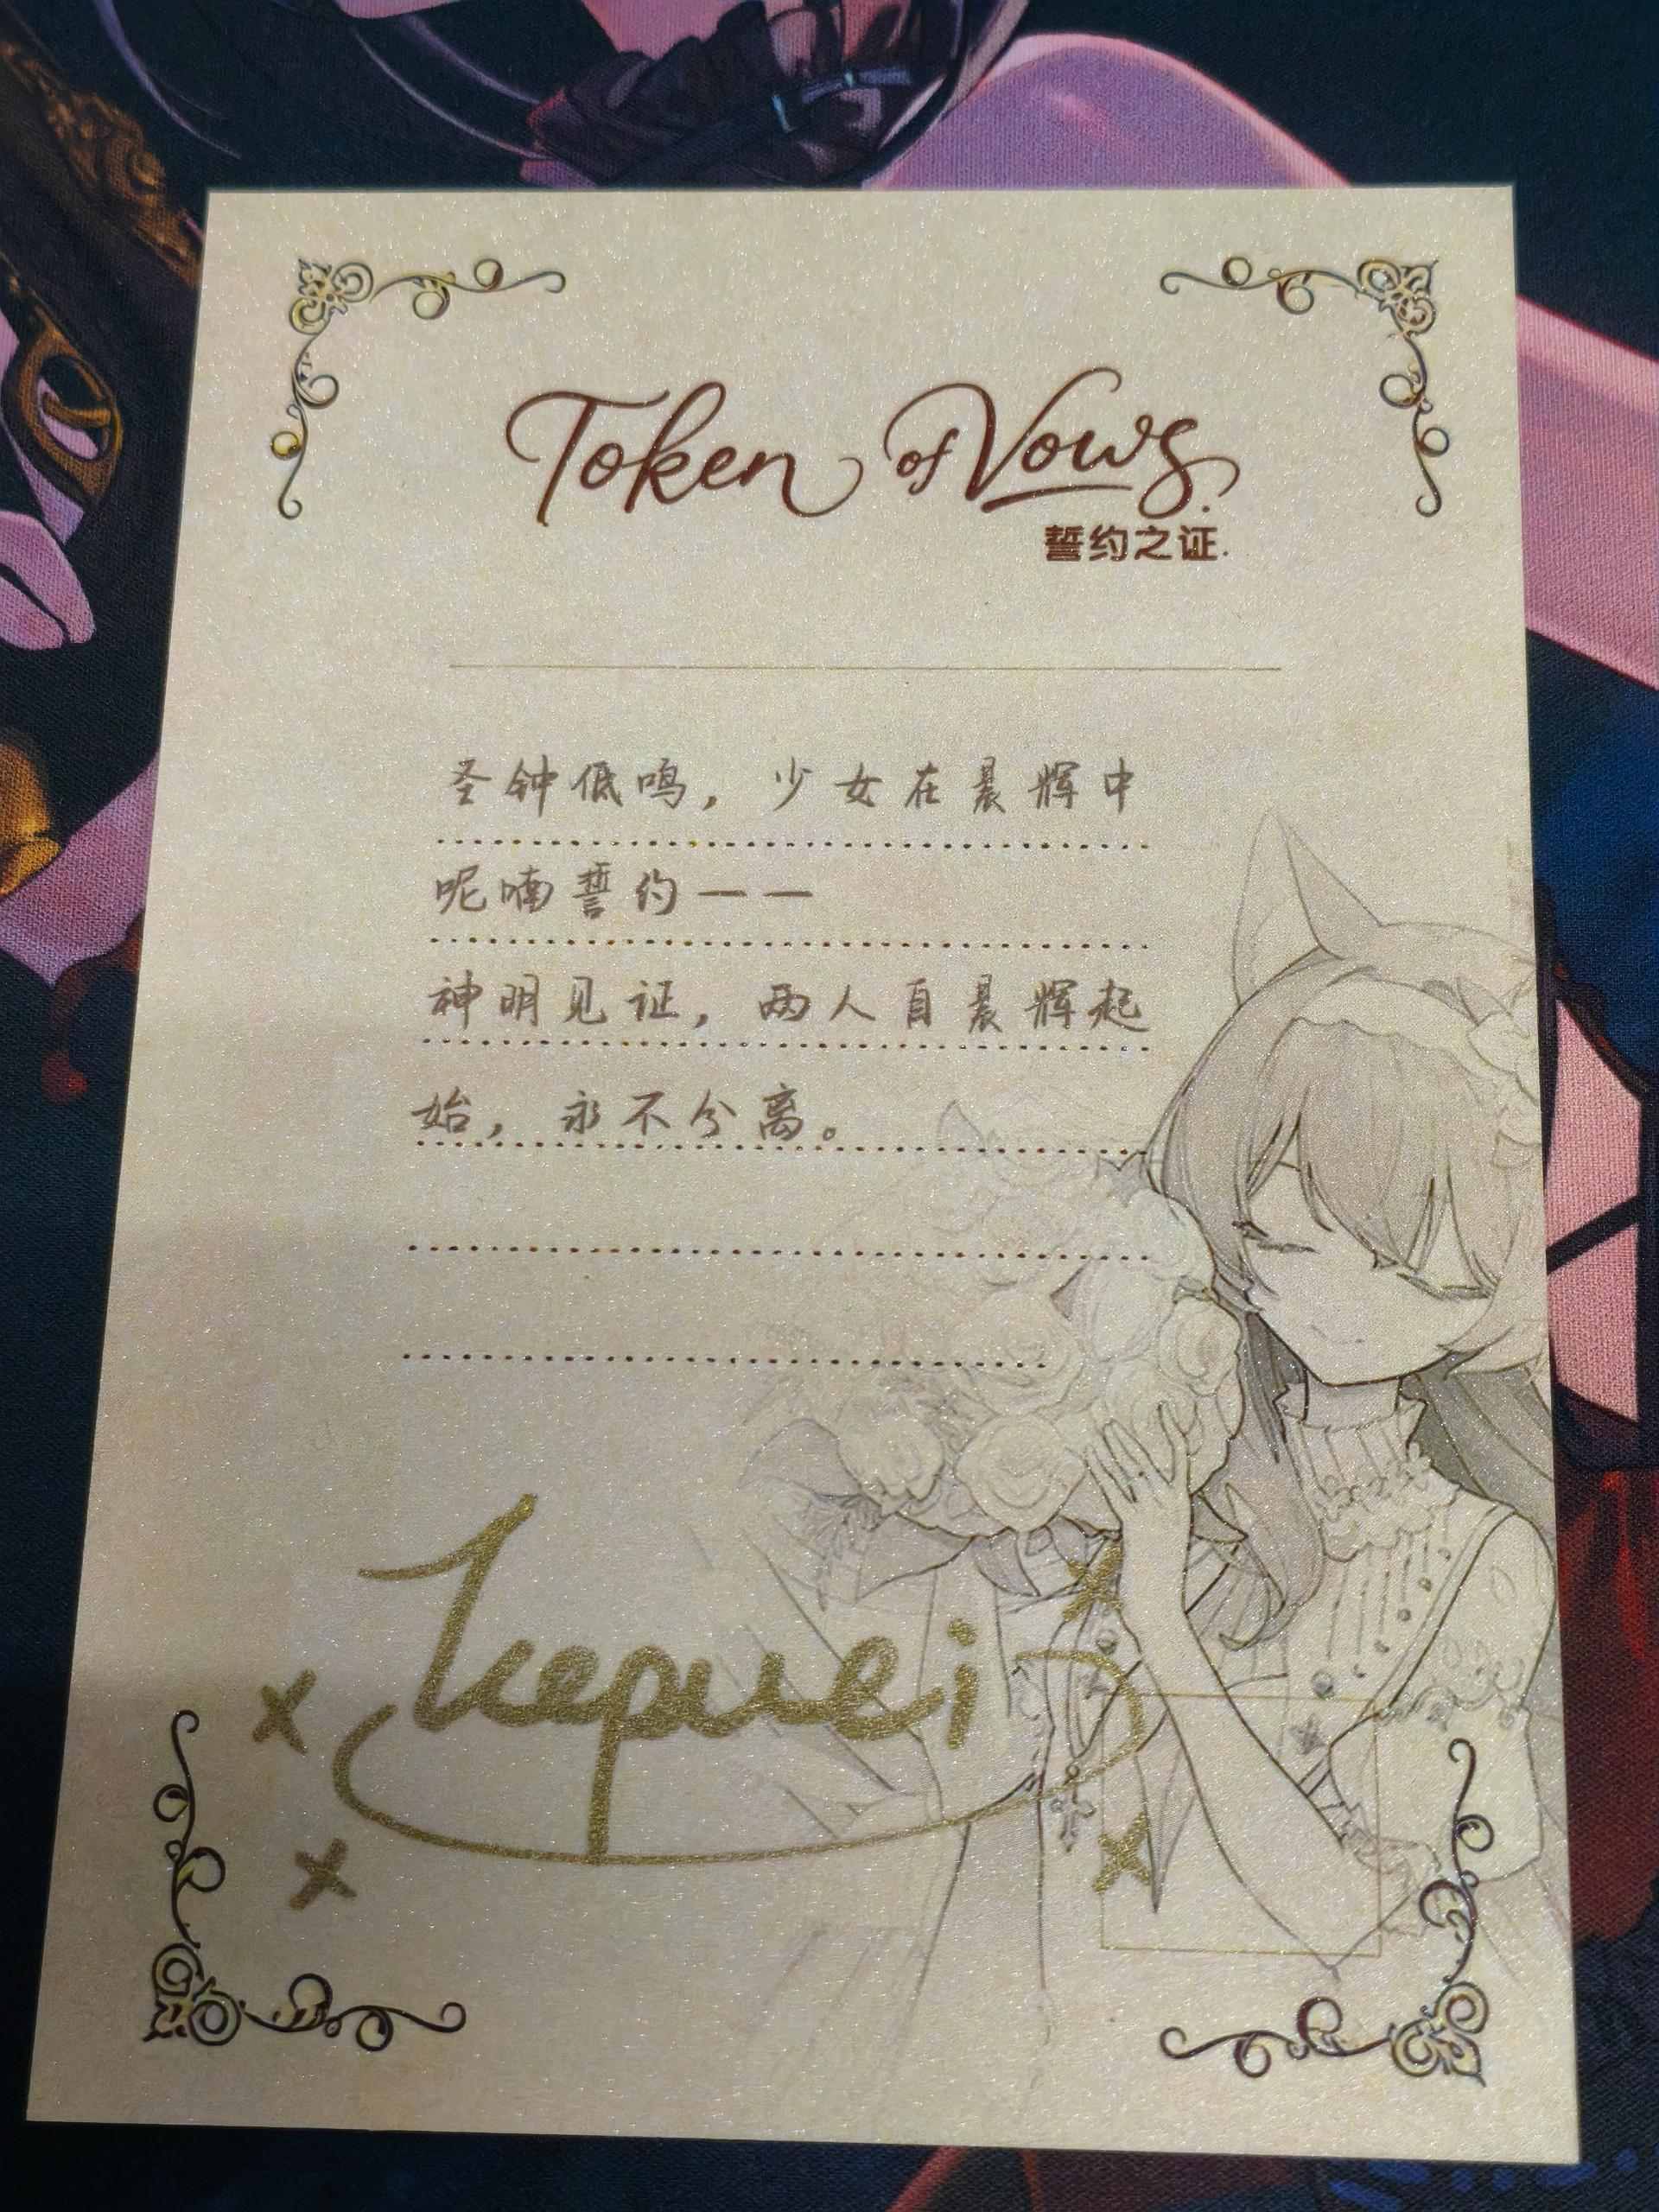 Token of Vows.
誓约之证.
圣钟低鸣，少女在晨辉中
呢喃誓约——
神明见证，两人自晨辉起
始，永不兮离。